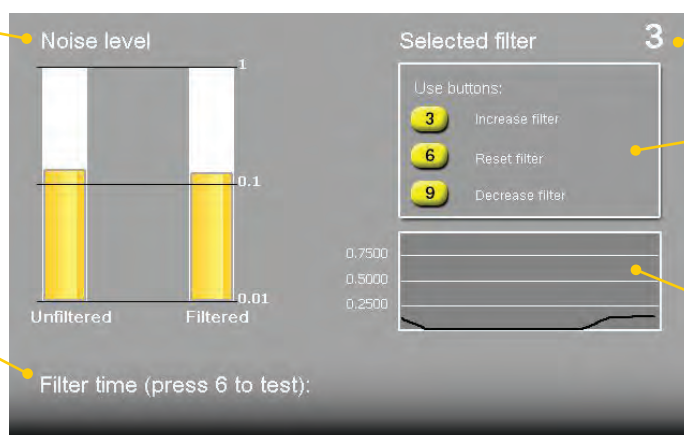 Noise level
1
0.1
0.01
Unfiltered Filtered
Filter time (press 6 to test):
Selected filter 3
Use buttons:
3 Increase filter
6 Reset filter
9 Decrease filter
0.7500
0.5000
0.2500